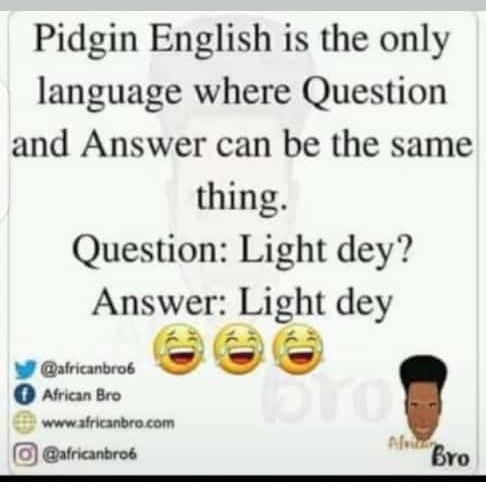 Pidgin English is the only
language where Question
and Answer can be the same
thing.
Question: Light dey?
Answer: Light dey
😂😂😂
@africanbro6
African Bro
www.africanbro.com
@africanbro6
bro
African
Bro